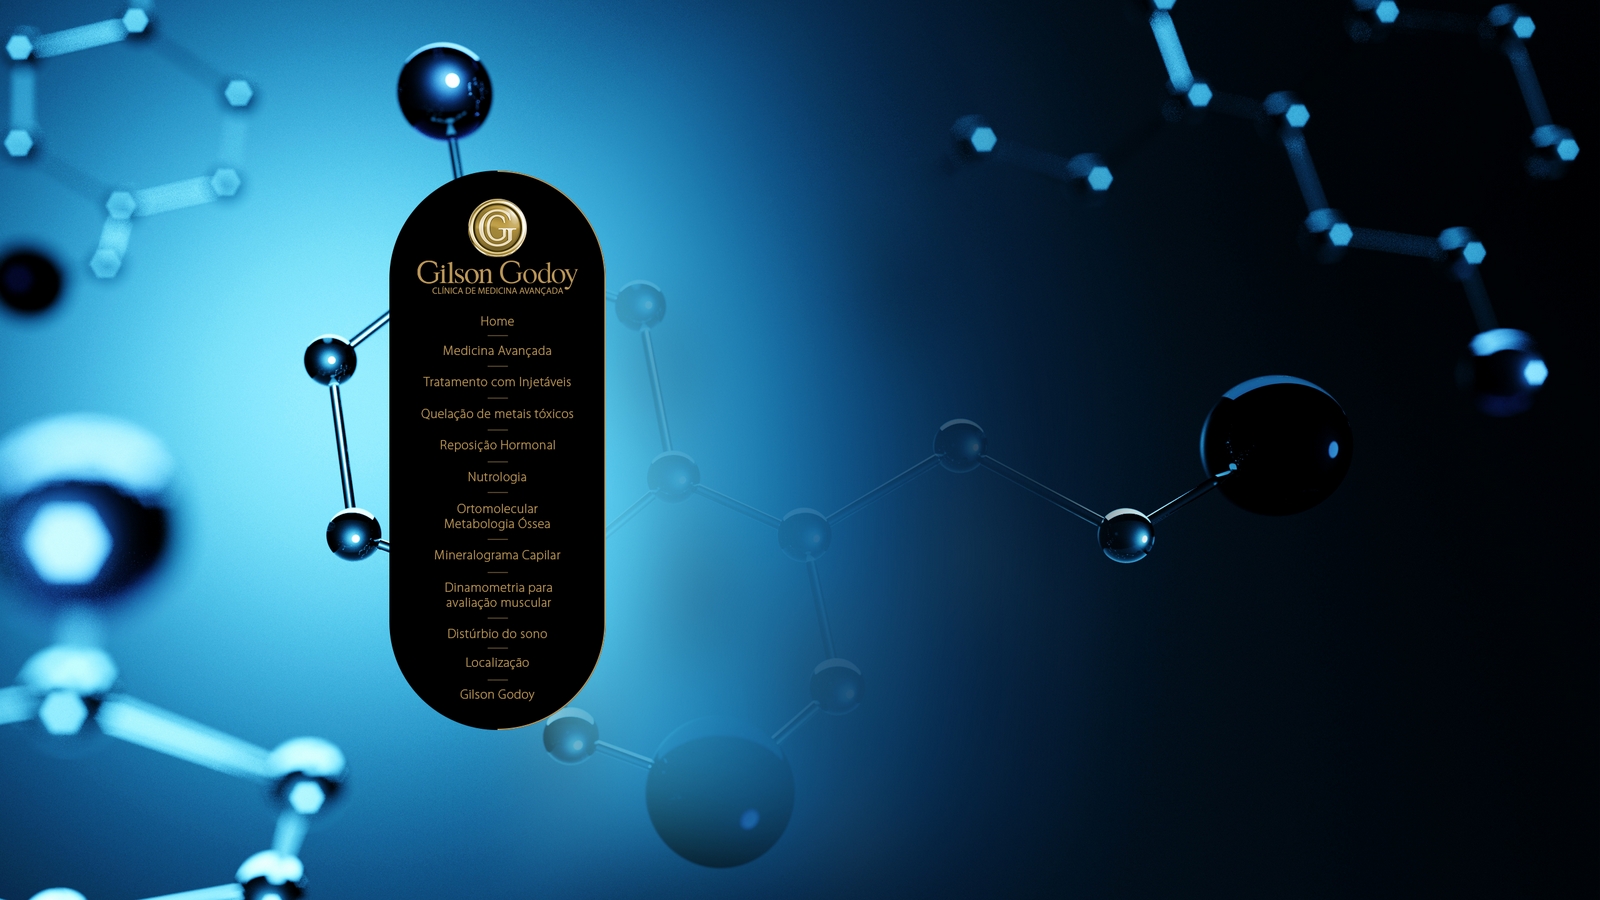 G
Gilson Godoy
CLÍNICA DE MEDICINA AVANÇADA
Home
Medicina Avançada
Tratamento com Injetáveis
Quelação de metais tóxicos
Reposição Hormonal
Nutrologia
Ortomolecular
Metabologia Óssea
Mineralograma Capilar
Dinamometria para
avaliação muscular
Distúrbio do sono
Localização
Gilson Godoy